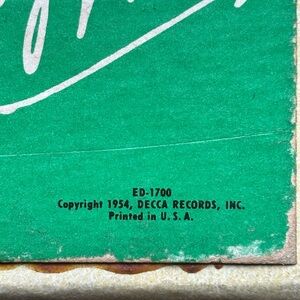 ED-1700
Copyright 1954, DECCA RECORDS, INC.
Printed in U. S. A.